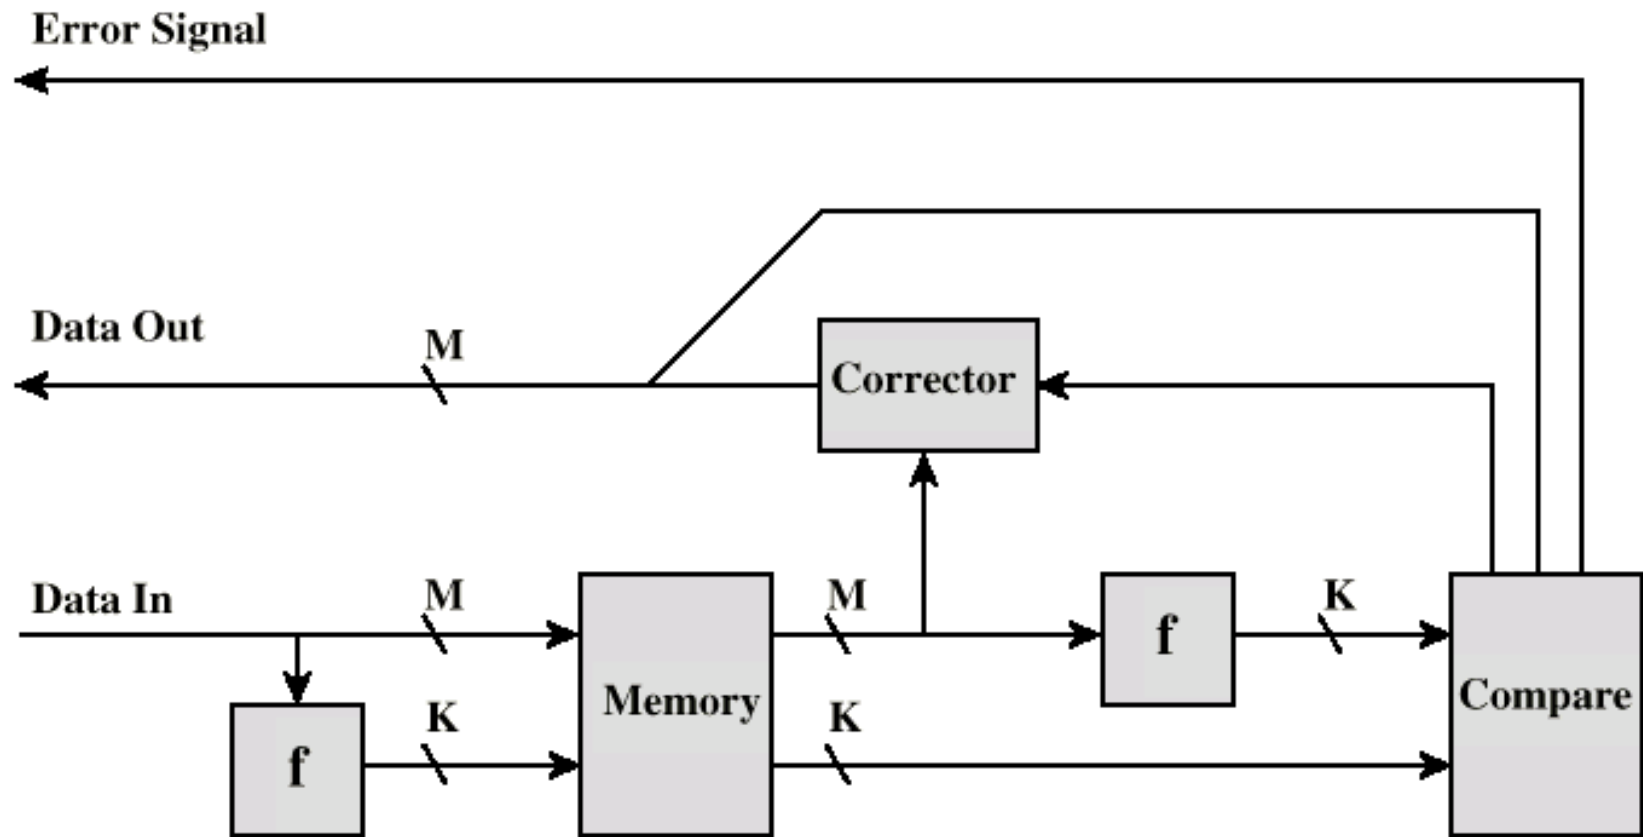 Error Signal
Data Out
M
Corrector
Data In
M
M
f
K
Memory
Compare
f
K
K